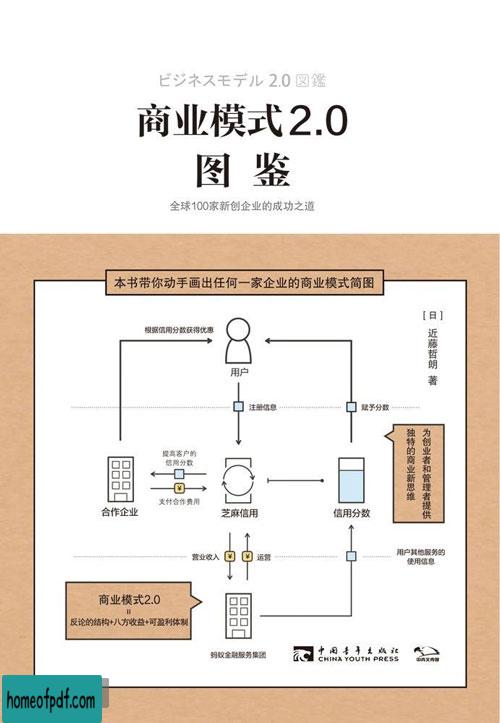 ビジネスモデル 2.0 図鑑
商业模式2.0
图 鉴
全球100家新创企业的成功之道
本书带你动手画出任何一家企业的商业模式简图
[日]近藤哲朗 著
根据信用分数获得优惠
用户
注册信息
赋予分数
为创业者和管理者提供
独特的商业新思维
提高客户的
信用分数
支付合作费用
¥
合作企业
芝麻信用
信用分数
营业收入
¥
¥
运营
用户其他服务的
使用信息
商业模式2.0
=
反论的结构+八方收益+可盈利体制
蚂蚁金融服务集团
中国青年出版社
CHINA YOUTH PRESS
中青文传媒
homeofpdf.com